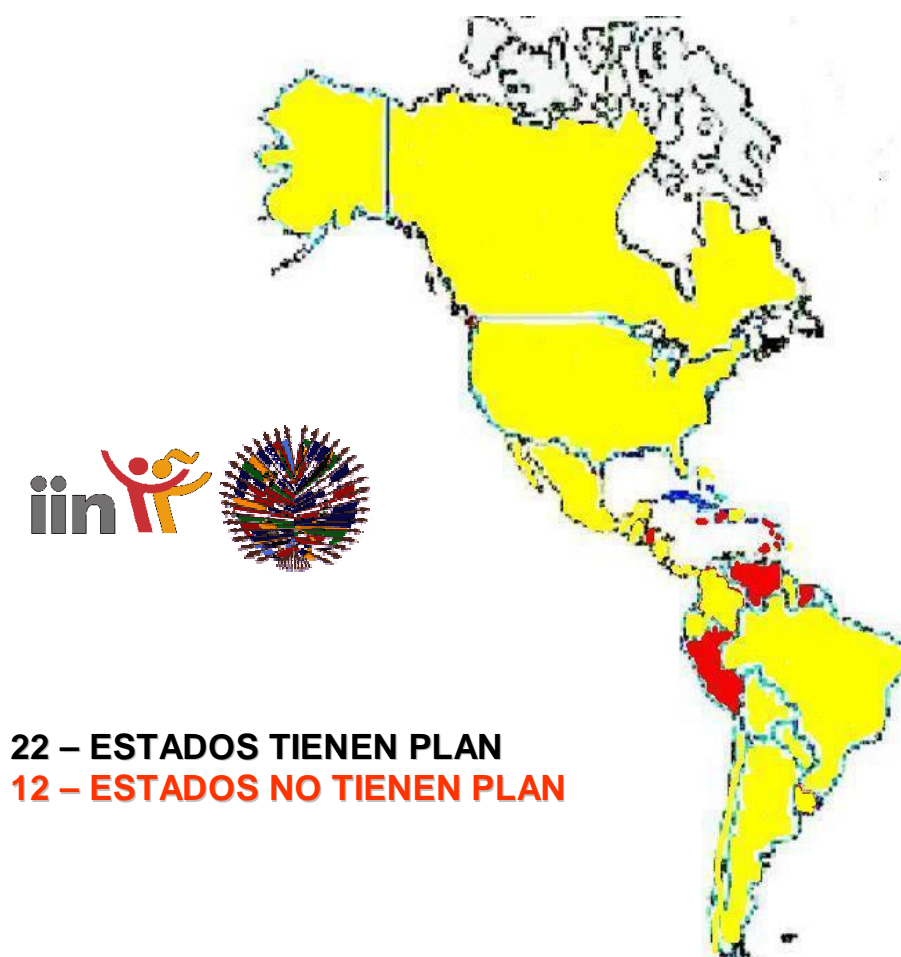 iin
22 – ESTADOS TIENEN PLAN
12 – ESTADOS NO TIENEN PLAN